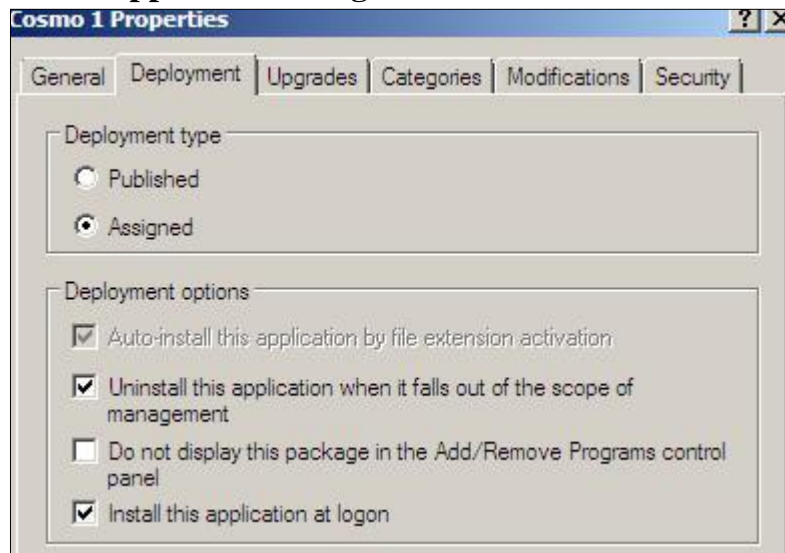 Cosmo 1 Properties
General Deployment Upgrades Categories Modifications Security
Deployment type
Published
Assigned
Deployment options
Auto-install this application by file extension activation
Uninstall this application when it falls out of the scope of
management
Do not display this package in the Add/Remove Programs control
panel
Install this application at logon